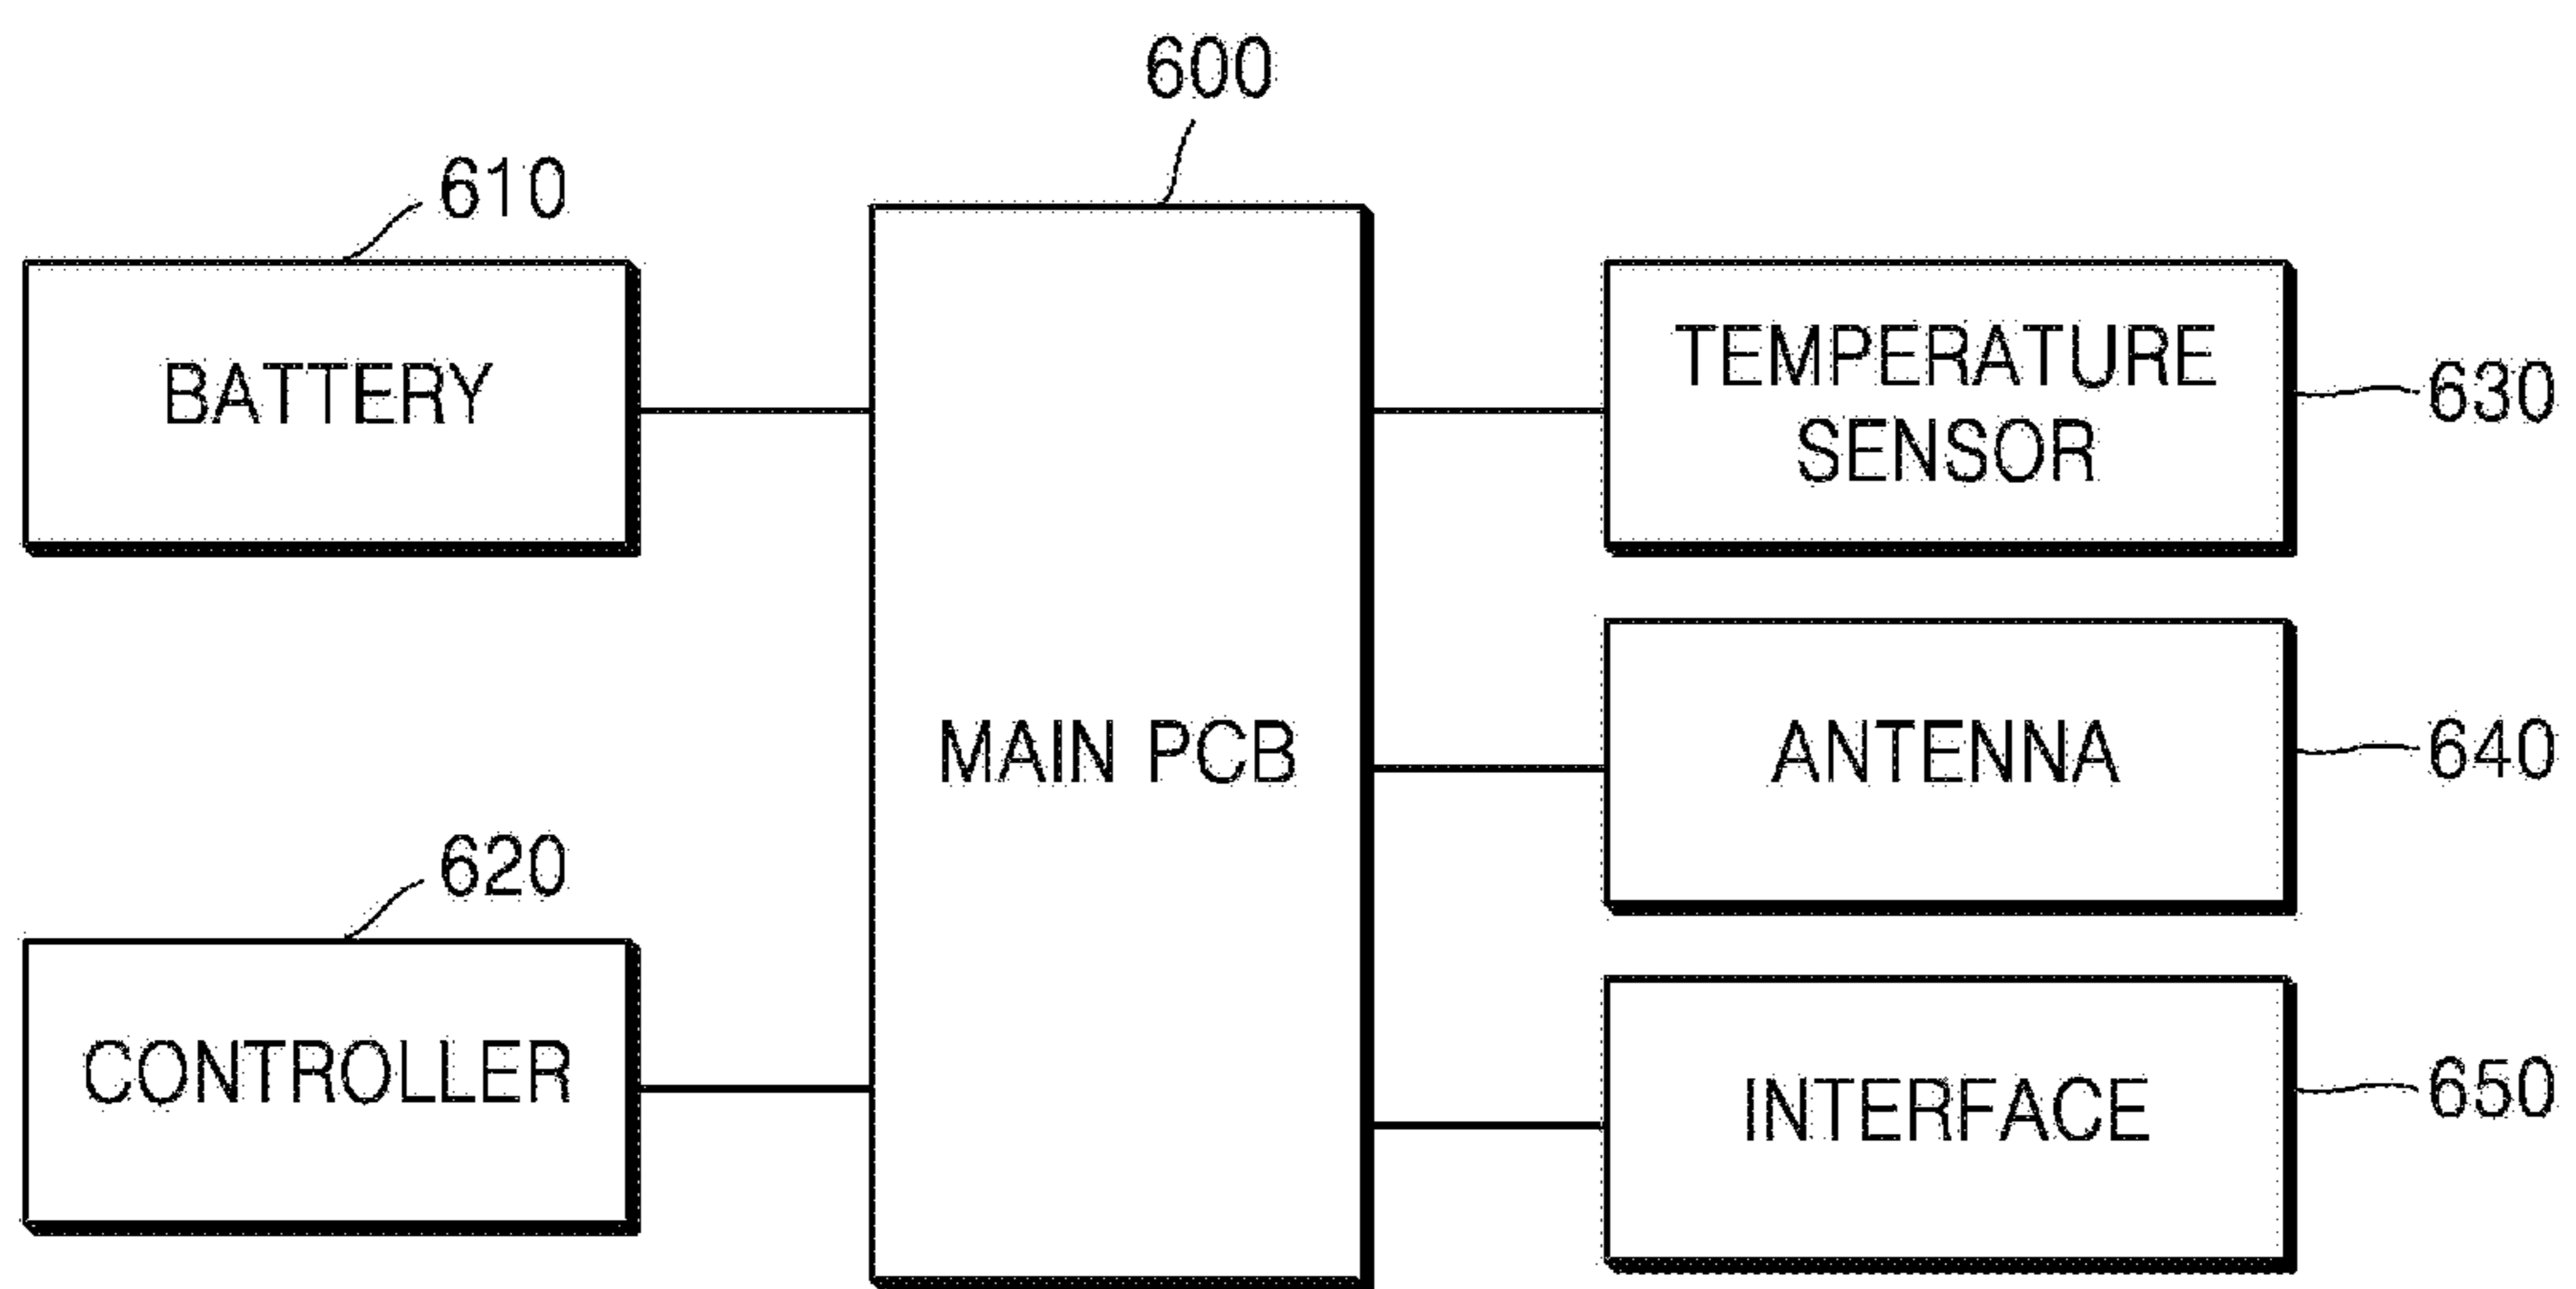 600
610
BATTERY
TEMPERATURE
SENSOR
630
MAIN PCB
ANTENNA
640
620
CONTROLLER
INTERFACE
650